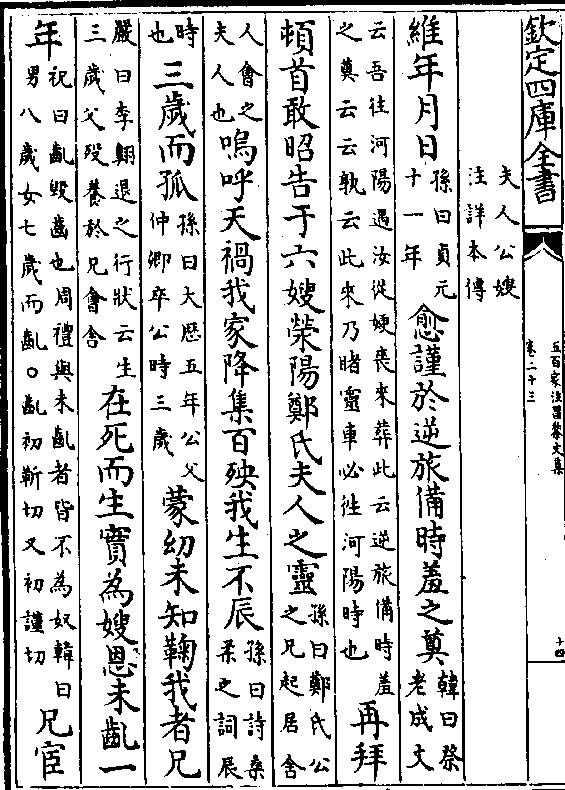 欽定四庫全書
五百家注昌黎文集
卷二十三
十四
夫人公嫂
注詳本傳
維年月日孫曰貞元十一年愈謹於逆旅備時羞之奠韓曰祭老成文
云吾往河陽遇汝從嫂喪來葬此云逆旅備時羞之奠云云孰云此來乃睹靈車必往河陽時也再拜
頓首敢昭告于六嫂滎陽鄭氏夫人之靈孫曰鄭氏公之兄起居舍
人會之夫人也嗚呼天禍我家降集百殃我生不辰孫曰詩桑柔之詞辰
時也三歲而孤孫曰大厯五年公父仲卿卒公時三歲蒙幼未知鞠我者兄
嚴曰李翺退之行狀云生三歲父歿養於兄會舍在死而生實為嫂恩未齓一
年祝曰齓毀齒也周禮與未齓者皆不為奴韓曰男八歲女七歲而齓○齓初靳切又初謹切兄宦